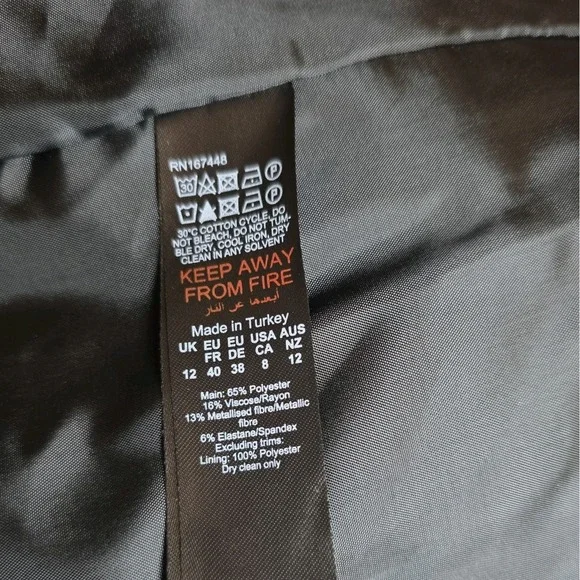 RN167448
30
P
P
30°C COTTON CYCLE, DO
NOT BLEACH, DO NOT TUM-
BLE DRY, COOL IRON, DRY
CLEAN IN ANY SOLVENT
KEEP AWAY
FROM FIRE
أبعدها عن النار
Made in Turkey
UK EU EU USA AUS
FR DE CA NZ
12 40 38 8 12
Main: 65% Polyester
16% Viscose/Rayon
13% Metallised fibre/Metallic
fibre
6% Elastane/Spandex
Excluding trims:
Lining: 100% Polyester
Dry clean only